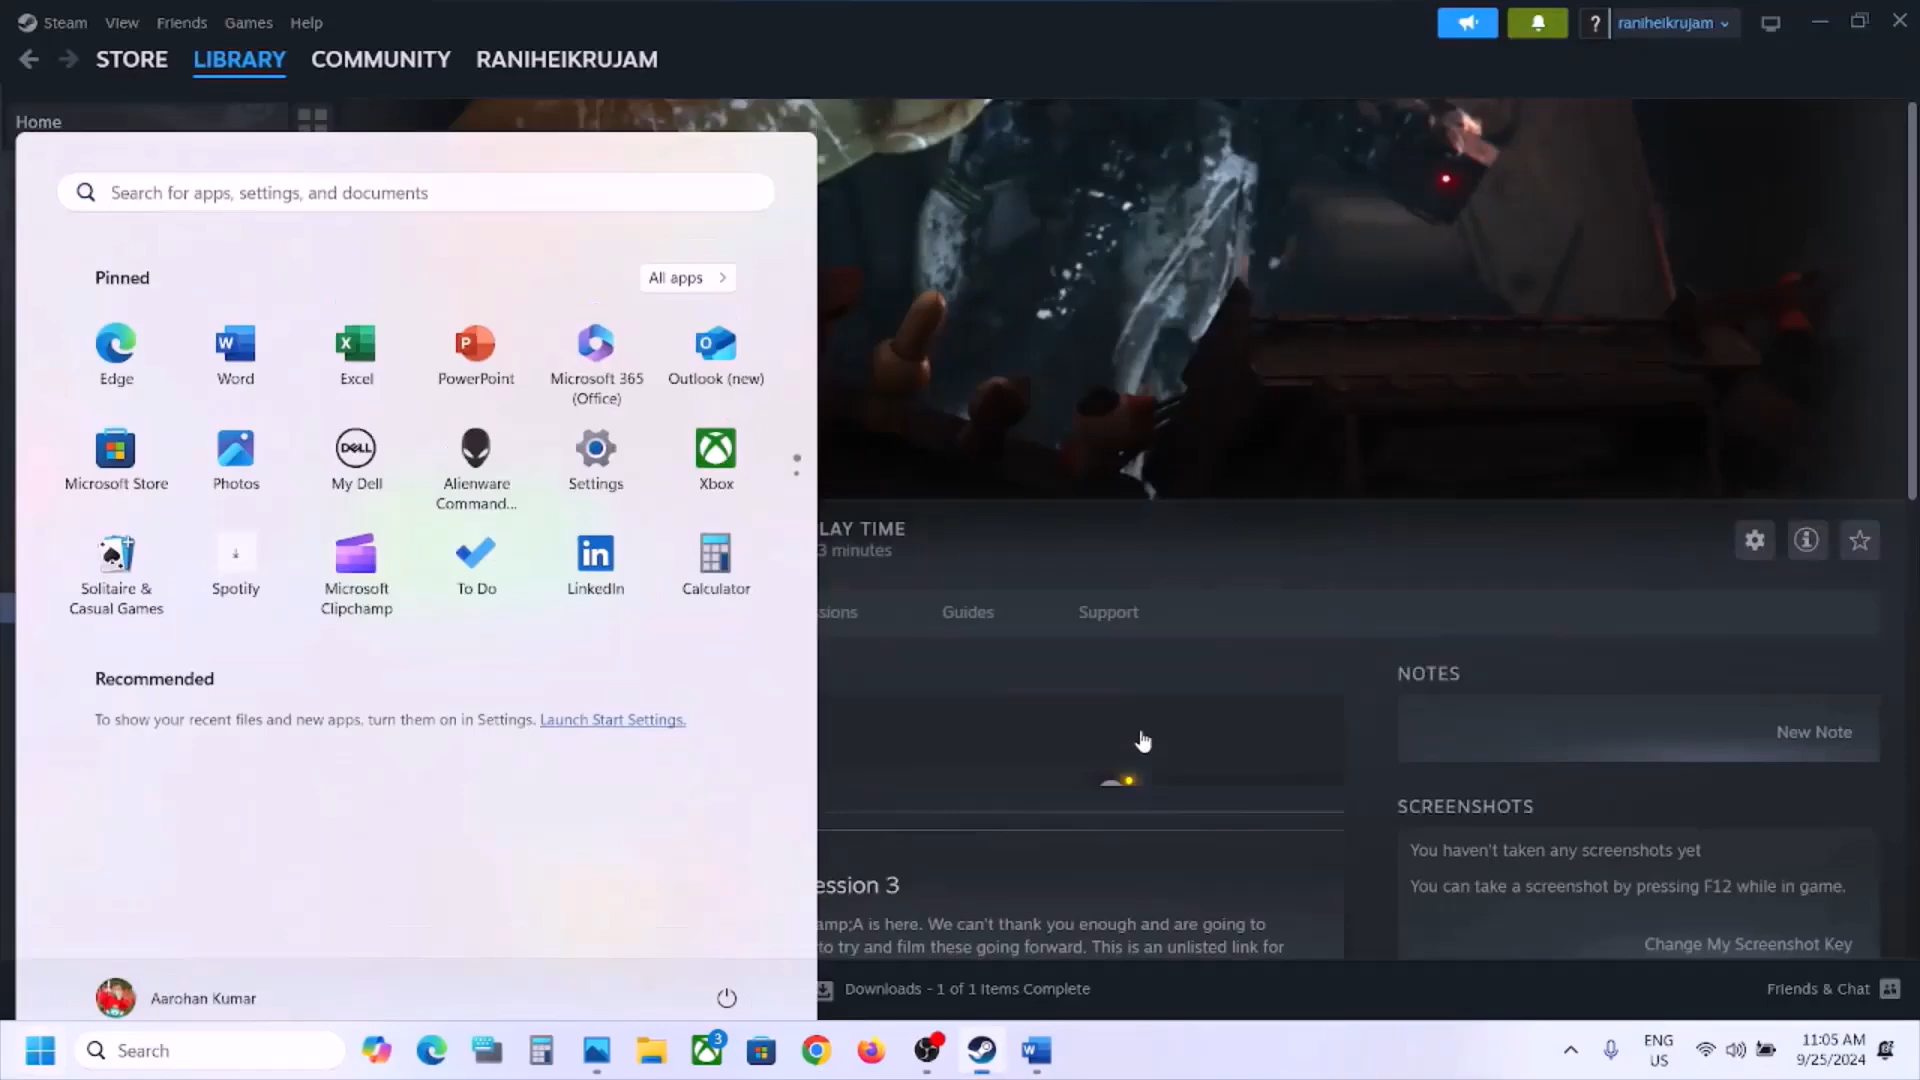 Steam View Friends Games Help
? raniheikrujam
STORE LIBRARY COMMUNITY RANIHEIKRUJAM
Home
Search for apps, settings, and documents
Pinned
All apps
Edge Word Excel PowerPoint Microsoft 365 (Office) Outlook (new)
Microsoft Store Photos My Dell Alienware Command... Settings Xbox
Solitaire & Casual Games Spotify Microsoft Clipchamp To Do LinkedIn Calculator
Recommended
To show your recent files and new apps, turn them on in Settings. Launch Start Settings.
Aarohan Kumar
LAY TIME
3 minutes
sions Guides Support
NOTES
New Note
SCREENSHOTS
You haven't taken any screenshots yet
You can take a screenshot by pressing F12 while in game.
Change My Screenshot Key
ession 3
amp;A is here. We can't thank you enough and are going to
to try and film these going forward. This is an unlisted link for
Downloads - 1 of 1 Items Complete
Friends & Chat
Search
3
ENG
US
11:05 AM
9/25/2024